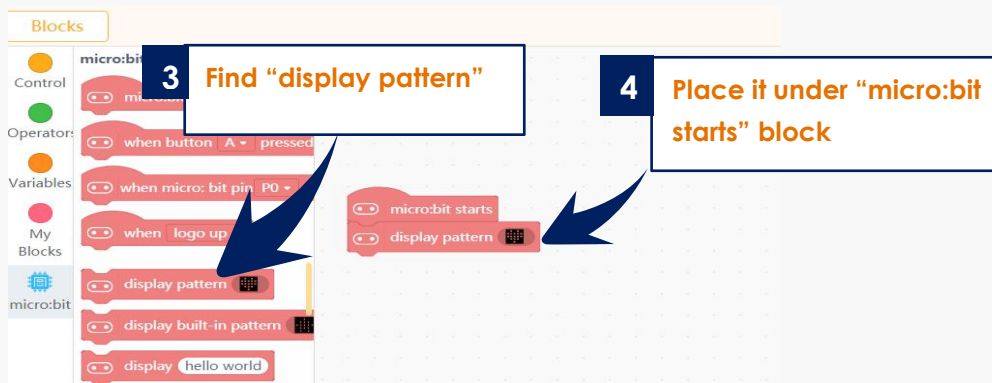 Blocks
Control
Operators
Variables
My
Blocks
micro:bit
micro:bit
when button A pressed
when micro: bit pin P0
when logo up
display pattern
display built-in pattern
display hello world
3 Find “display pattern”
4 Place it under “micro:bit
starts” block
micro:bit starts
display pattern